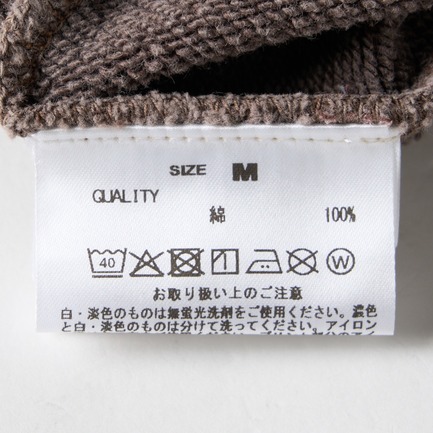 SIZE M
QUALITY
綿 100%
40 W
お取り扱い上のご注意
白・淡色のものは無蛍光洗剤をご使用ください。濃色
と白・淡色のものは分けて洗ってください。アイロン